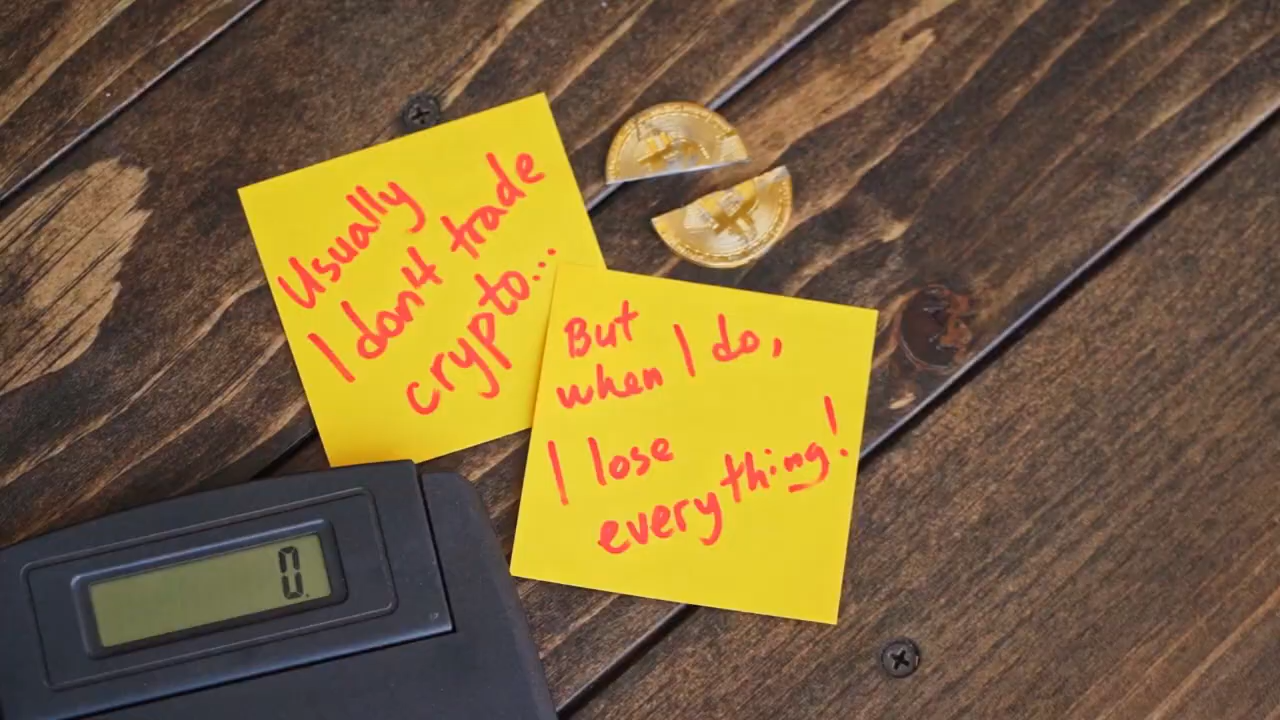 Usually
I don't trade
crypto...
But
when I do,
I lose
everything!
0.